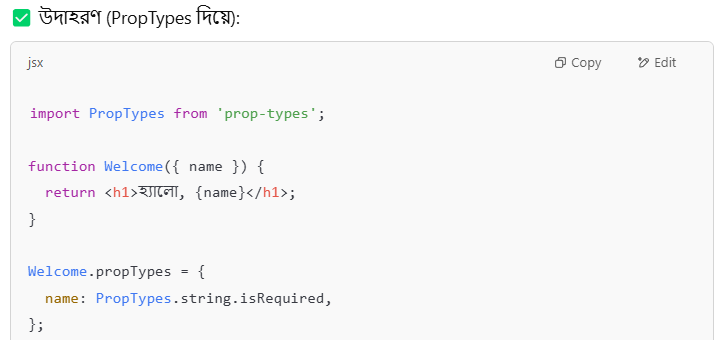 ✅ উদাহরণ (PropTypes দিয়ে):
jsx Copy Edit
import PropTypes from 'prop-types';
function Welcome({ name }) {
  return <h1>হ্যালো, {name}</h1>;
}
Welcome.propTypes = {
  name: PropTypes.string.isRequired,
};